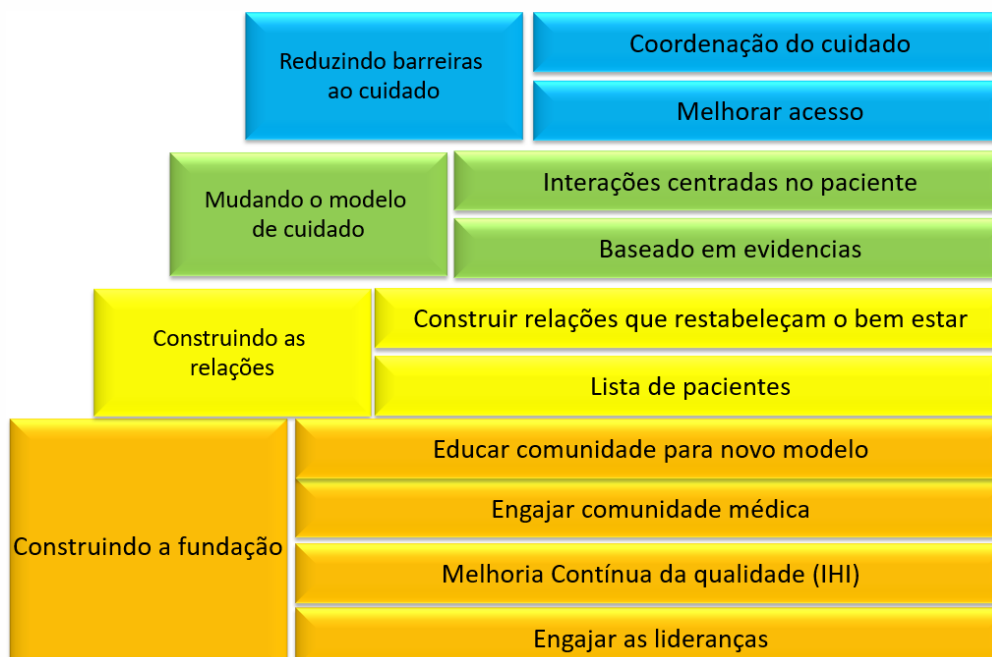 Reduzindo barreiras
ao cuidado
Coordenação do cuidado
Melhorar acesso
Mudando o modelo
de cuidado
Interações centradas no paciente
Baseado em evidencias
Construindo as
relações
Construir relações que restabeleçam o bem estar
Lista de pacientes
Construindo a fundação
Educar comunidade para novo modelo
Engajar comunidade médica
Melhoria Contínua da qualidade (IHI)
Engajar as lideranças